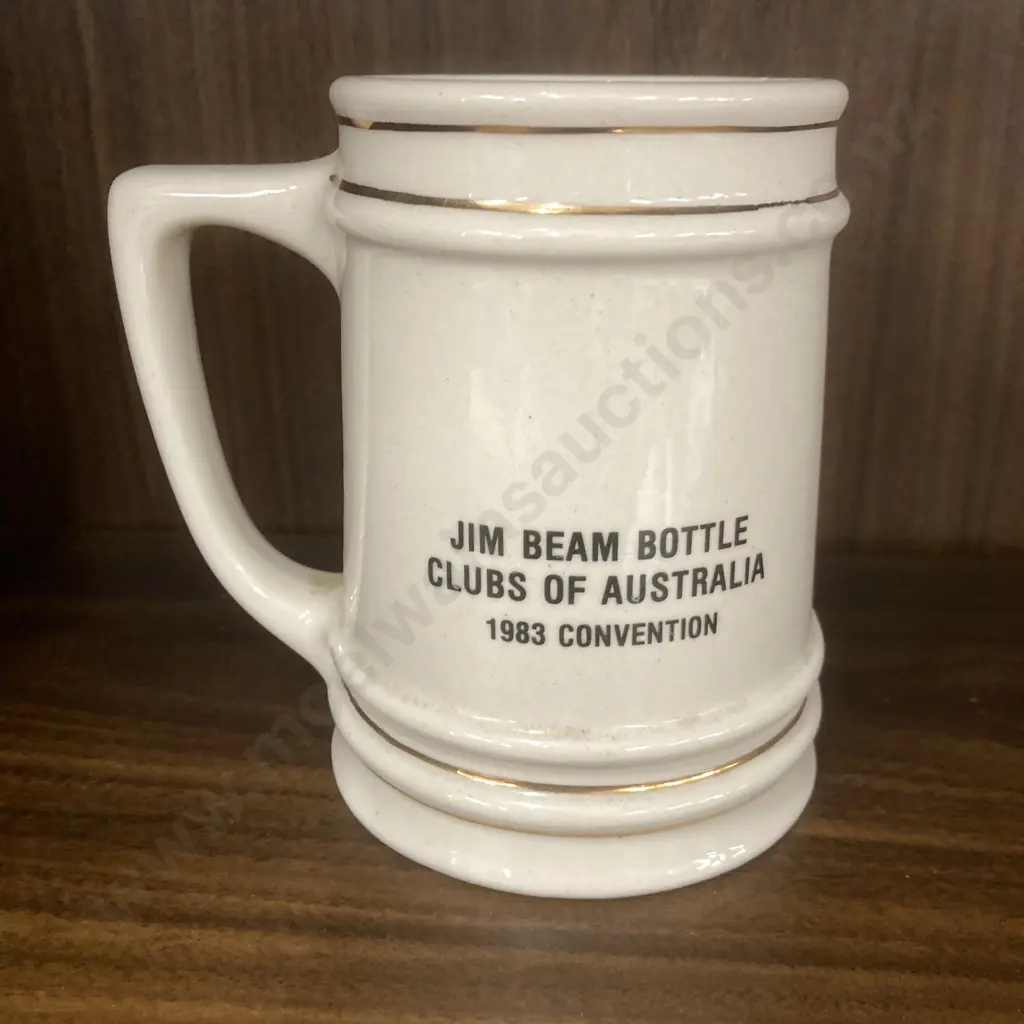 JIM BEAM BOTTLE
CLUBS OF AUSTRALIA
1983 CONVENTION